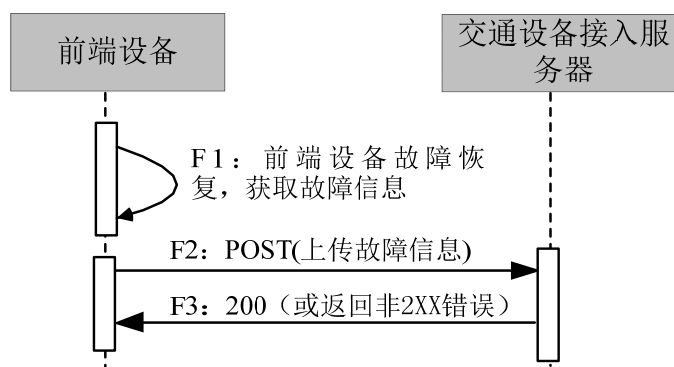 前端设备
交通设备接入服
务器
F1：前端设备故障恢
复，获取故障信息
F2：POST(上传故障信息)
F3：200（或返回非2XX错误）